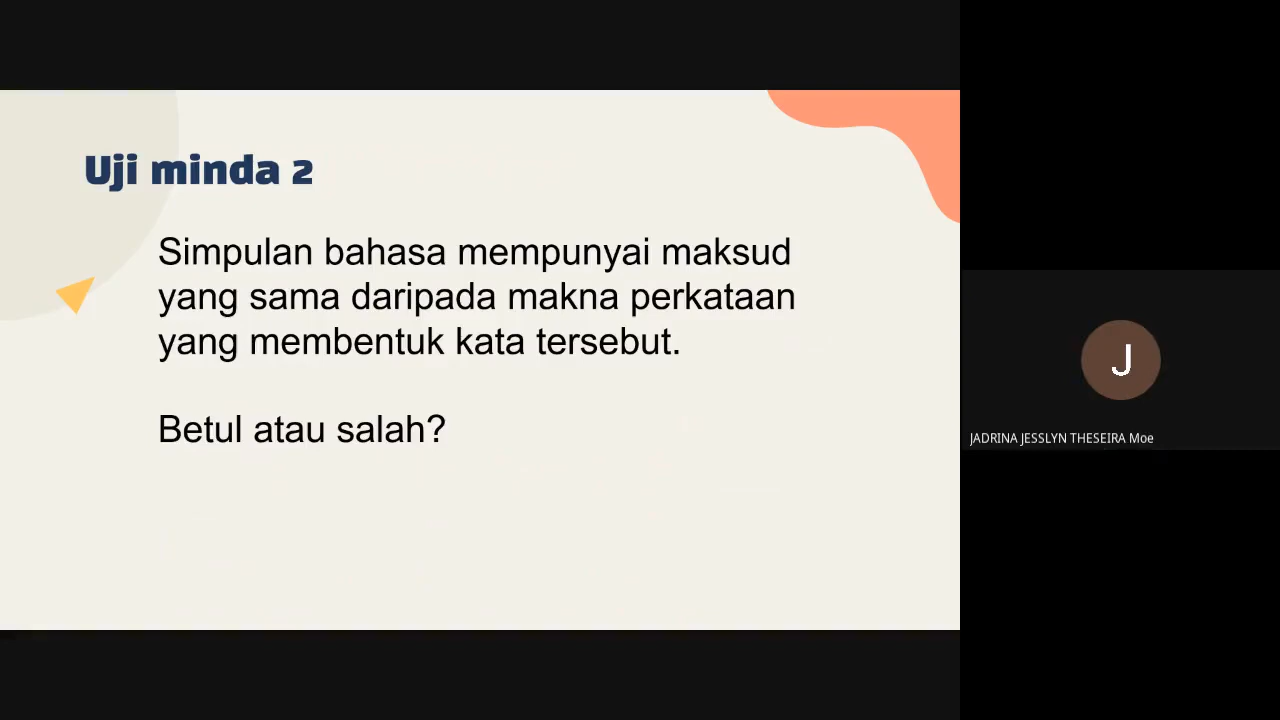 Uji minda 2
Simpulan bahasa mempunyai maksud
yang sama daripada makna perkataan
yang membentuk kata tersebut.
Betul atau salah?
J
JADRINA JESSLYN THESEIRA Moe